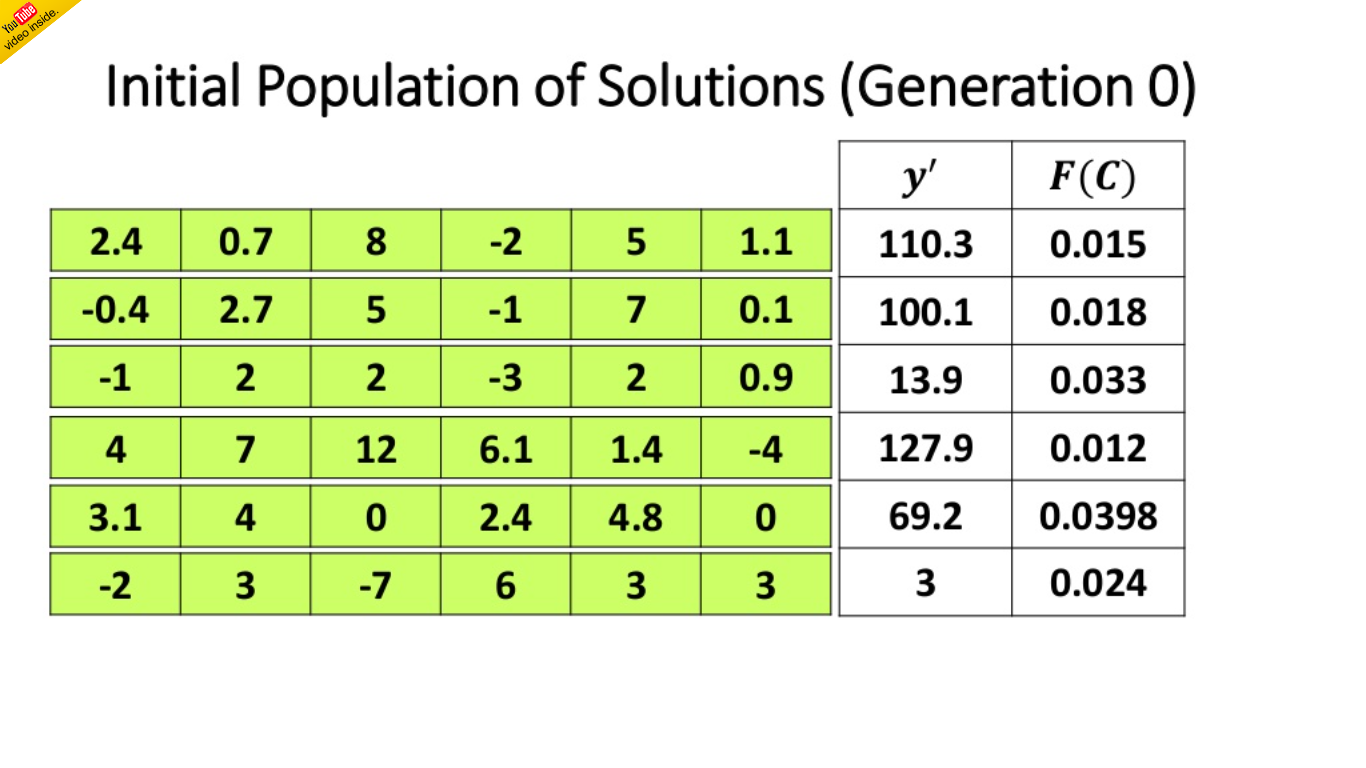 YouTube
video inside.
Initial Population of Solutions (Generation 0)
y′ F(C)
2.4 0.7 8 -2 5 1.1 110.3 0.015
-0.4 2.7 5 -1 7 0.1 100.1 0.018
-1 2 2 -3 2 0.9 13.9 0.033
4 7 12 6.1 1.4 -4 127.9 0.012
3.1 4 0 2.4 4.8 0 69.2 0.0398
-2 3 -7 6 3 3 3 0.024